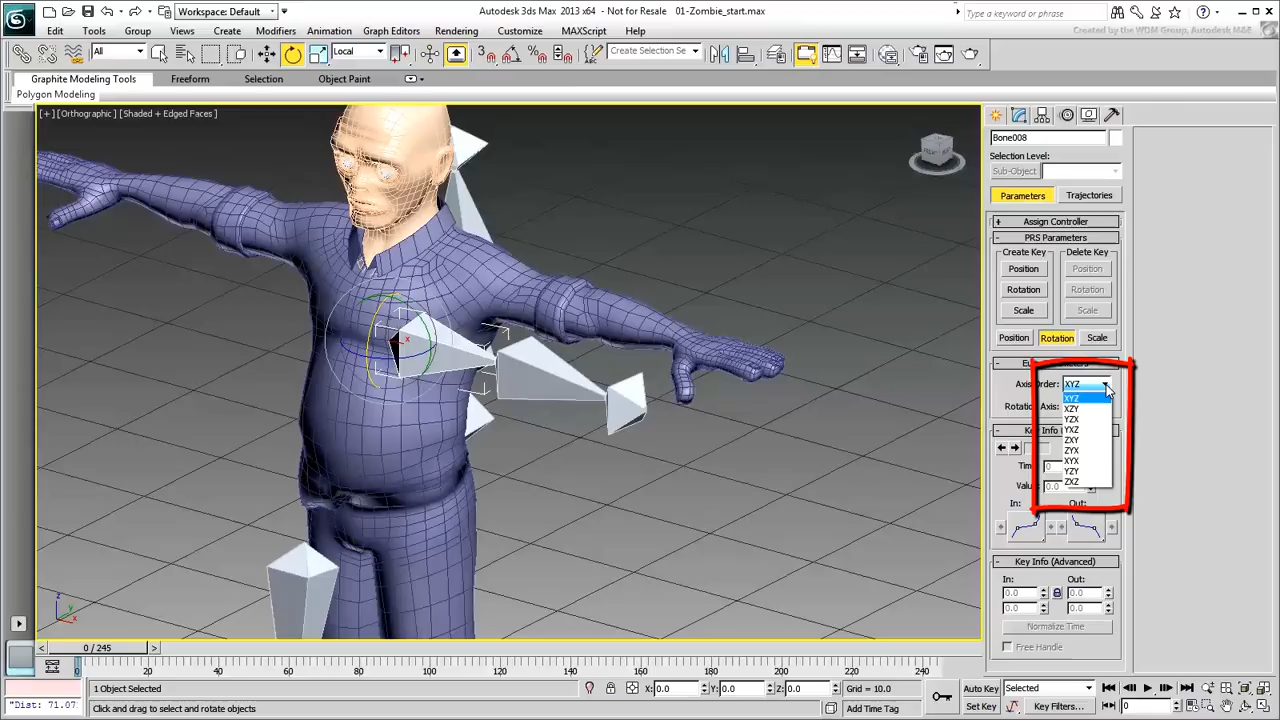 Workspace: Default
Autodesk 3ds Max 2013 x64 - Not for Resale 01-Zombie_start.max
Type a keyword or phrase
Edit Tools Group Create Modifiers Animation Graph Editors Rendering Customize MAXScript Help
Created by the WDM Group, Autodesk M&E
All
Local
Create Selection Se
Graphite Modeling Tools Freeform Selection Object Paint
Polygon Modeling
[+] [Orthographic] [Shaded + Edged Faces]
Bone008
Selection Level:
Sub-Object
Parameters Trajectories
+ Assign Controller
- PRS Parameters
Create Key Delete Key
Position Position
Rotation Rotation
Scale Scale
Position Rotation Scale
Axis Order: XYZ
XYZ
XZY
YZX
YXZ
ZXY
ZYX
XYX
YZY
ZXZ
Rotation Axis:
Key Info
Time 0
Value 0.0
In: Out:
- Key Info (Advanced)
In: Out:
0.0 0.0
0.0 0.0
Normalize Time
Free Handle
x
z
y
x
0 / 245
0 20 40 60 80 100 120 140 160 180 200 220 240
1 Object Selected X: 0.0 Y: 0.0 Z: 0.0 Grid = 10.0 Auto Key Selected
"Dist: 71.07 Click and drag to select and rotate objects Add Time Tag Set Key Key Filters... 0